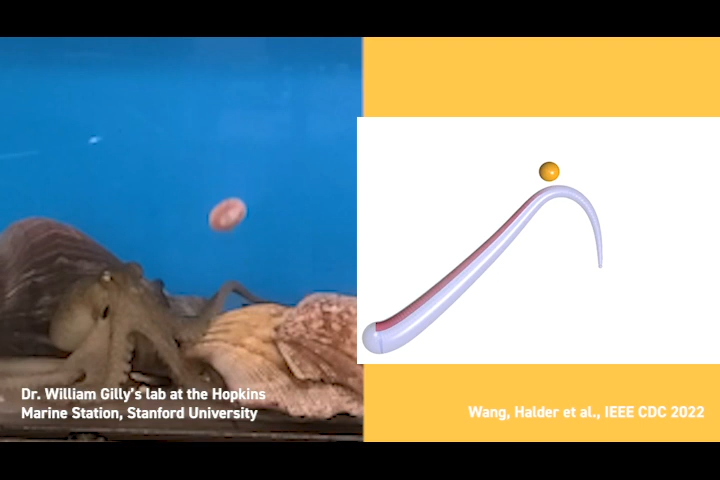 Dr. William Gilly's lab at the Hopkins
Marine Station, Stanford University
Wang, Halder et al., IEEE CDC 2022